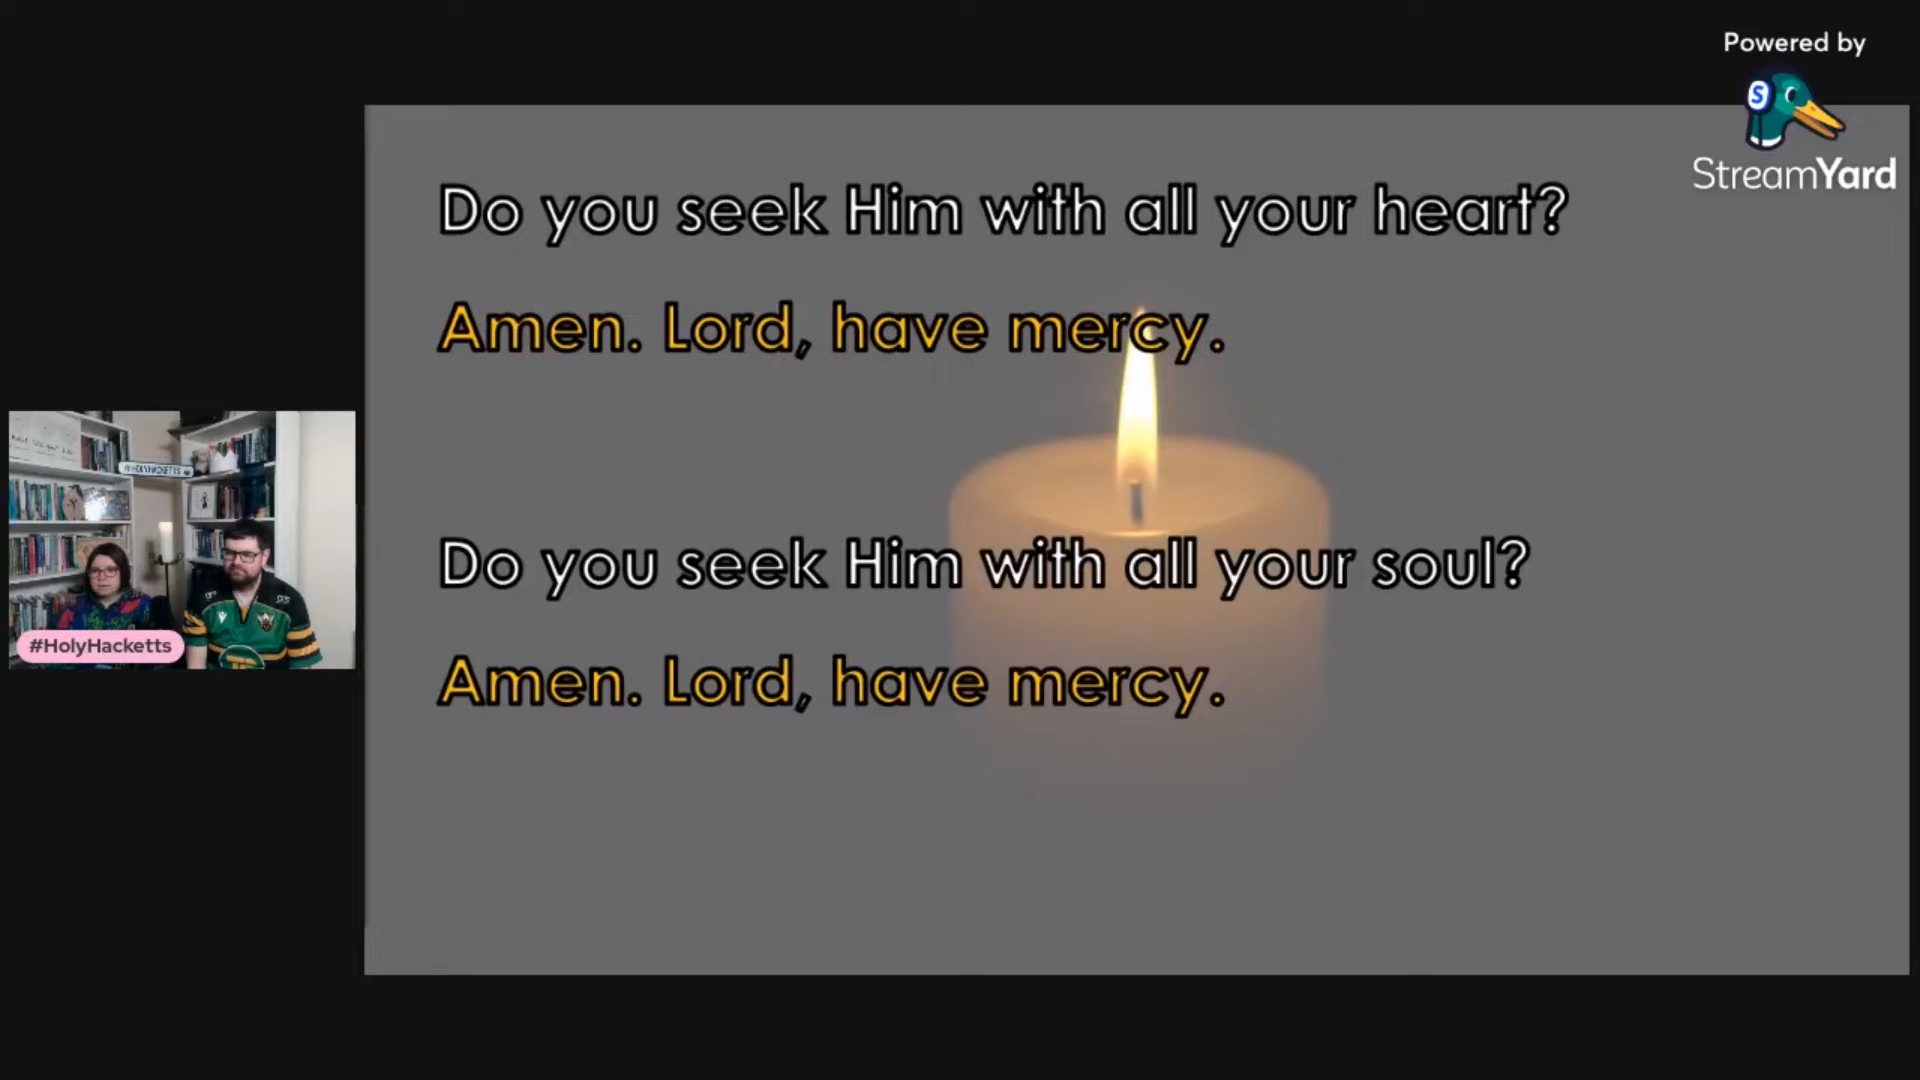 Powered by
StreamYard
Do you seek Him with all your heart?
Amen. Lord, have mercy.
Do you seek Him with all your soul?
Amen. Lord, have mercy.
#HOLYHACKETTS
#HolyHacketts